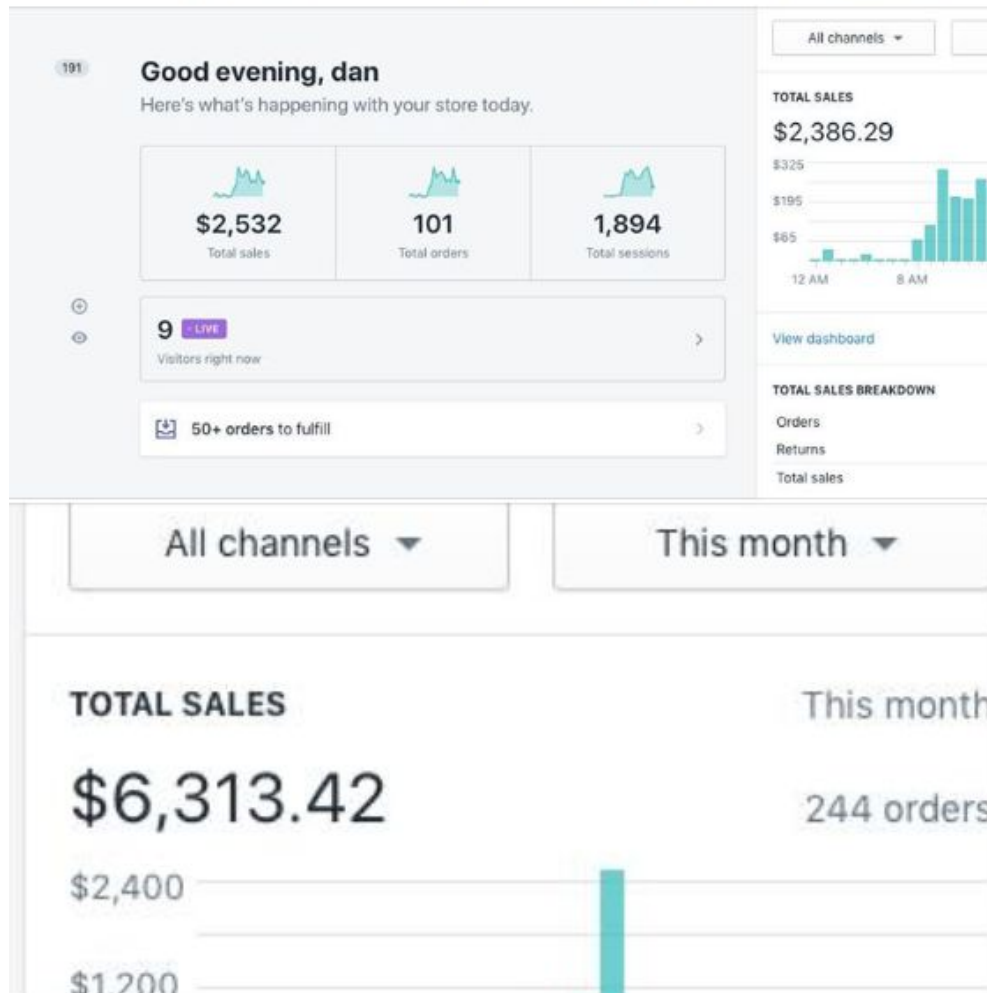 All channels
191
Good evening, dan
Here's what's happening with your store today.
TOTAL SALES
$2,386.29
$325
$195
$65
12 AM 8 AM
$2,532 101 1,894
Total sales Total orders Total sessions
9 • LIVE
Visitors right now
View dashboard
50+ orders to fulfill
TOTAL SALES BREAKDOWN
Orders
Returns
Total sales
All channels This month
TOTAL SALES This month
$6,313.42 244 orders
$2,400
$1,200